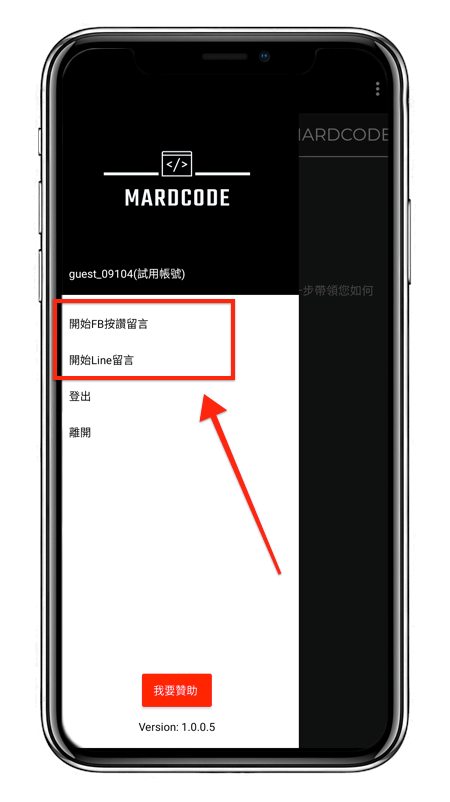 </>
MARDCODE
MARDCODE
guest_09104(試用帳號)
步帶領您如何
開始FB按讚留言
開始Line留言
登出
離開
我要贊助
Version: 1.0.0.5